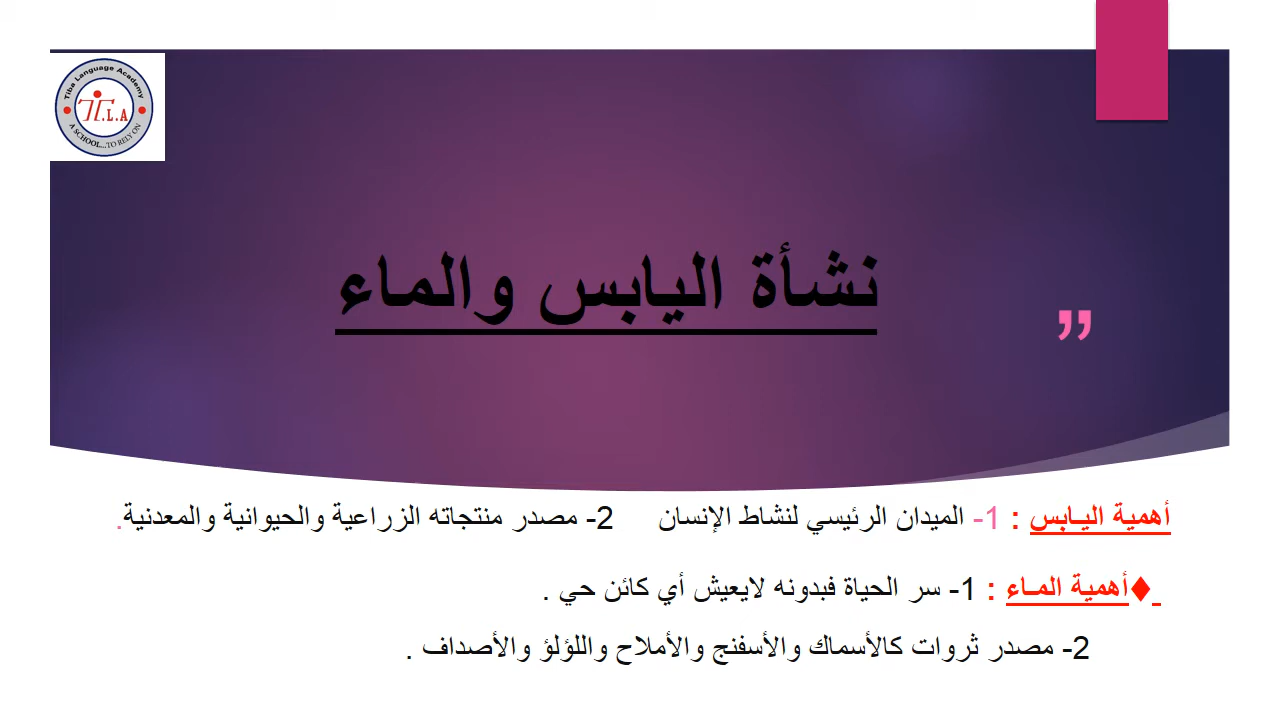 Tiba Language Academy
T.L.A
A SCHOOL...TO RELY ON
نشأة اليابس والماء
”
أهمية اليـابس : 1- الميدان الرئيسي لنشاط الإنسان 2- مصدر منتجاته الزراعية والحيوانية والمعدنية.
♦أهمية المـاء : 1- سر الحياة فبدونه لايعيش أي كائن حي .
2- مصدر ثروات كالأسماك والأسفنج والأملاح واللؤلؤ والأصداف .